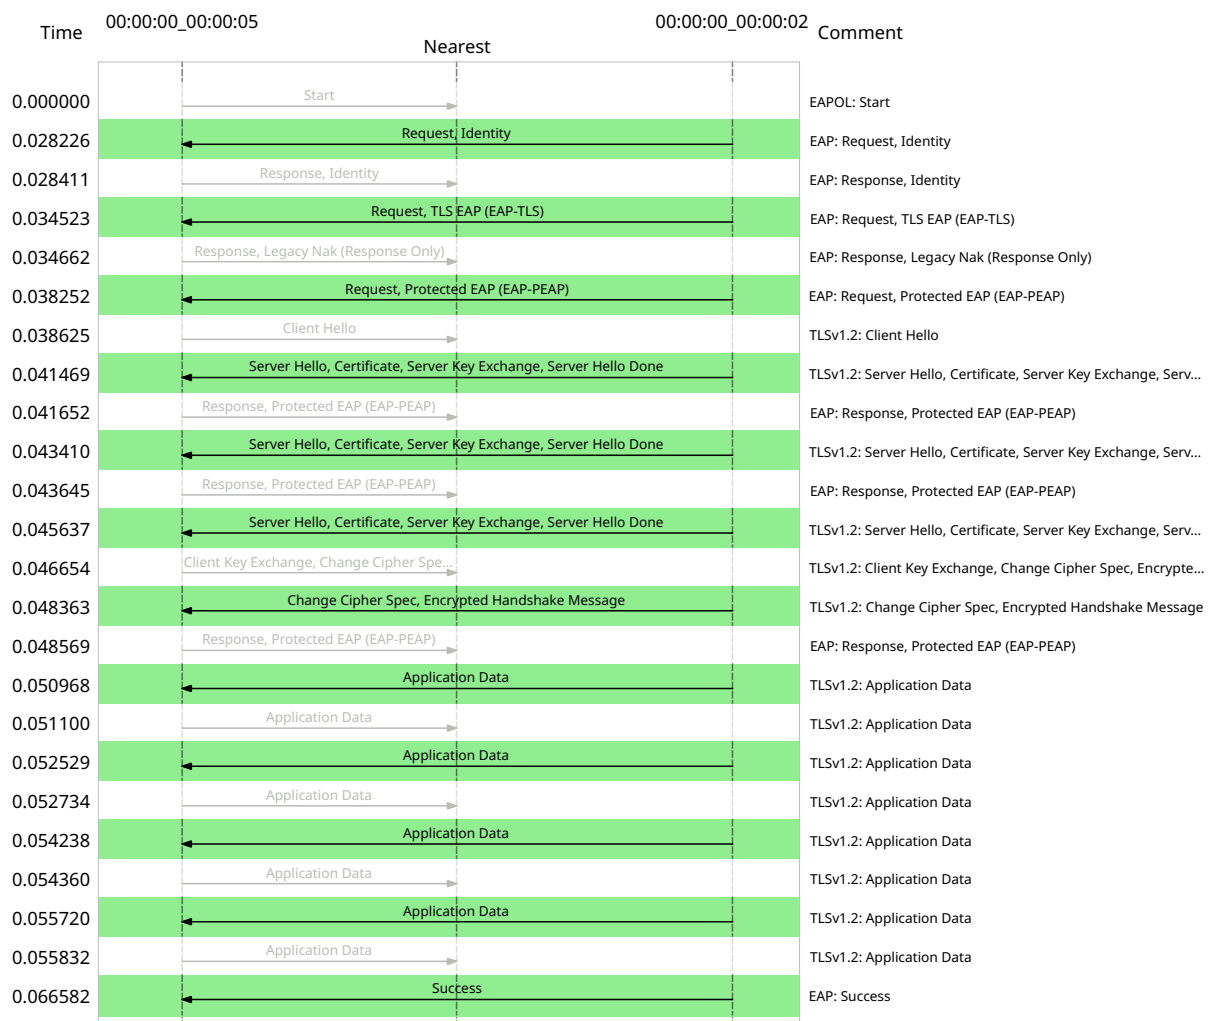 Time 00:00:00_00:00:05 Nearest 00:00:00_00:00:02 Comment
0.000000 Start EAPOL: Start
0.028226 Request, Identity EAP: Request, Identity
0.028411 Response, Identity EAP: Response, Identity
0.034523 Request, TLS EAP (EAP-TLS) EAP: Request, TLS EAP (EAP-TLS)
0.034662 Response, Legacy Nak (Response Only) EAP: Response, Legacy Nak (Response Only)
0.038252 Request, Protected EAP (EAP-PEAP) EAP: Request, Protected EAP (EAP-PEAP)
0.038625 Client Hello TLSv1.2: Client Hello
0.041469 Server Hello, Certificate, Server Key Exchange, Server Hello Done TLSv1.2: Server Hello, Certificate, Server Key Exchange, Serv...
0.041652 Response, Protected EAP (EAP-PEAP) EAP: Response, Protected EAP (EAP-PEAP)
0.043410 Server Hello, Certificate, Server Key Exchange, Server Hello Done TLSv1.2: Server Hello, Certificate, Server Key Exchange, Serv...
0.043645 Response, Protected EAP (EAP-PEAP) EAP: Response, Protected EAP (EAP-PEAP)
0.045637 Server Hello, Certificate, Server Key Exchange, Server Hello Done TLSv1.2: Server Hello, Certificate, Server Key Exchange, Serv...
0.046654 Client Key Exchange, Change Cipher Spe... TLSv1.2: Client Key Exchange, Change Cipher Spec, Encrypte...
0.048363 Change Cipher Spec, Encrypted Handshake Message TLSv1.2: Change Cipher Spec, Encrypted Handshake Message
0.048569 Response, Protected EAP (EAP-PEAP) EAP: Response, Protected EAP (EAP-PEAP)
0.050968 Application Data TLSv1.2: Application Data
0.051100 Application Data TLSv1.2: Application Data
0.052529 Application Data TLSv1.2: Application Data
0.052734 Application Data TLSv1.2: Application Data
0.054238 Application Data TLSv1.2: Application Data
0.054360 Application Data TLSv1.2: Application Data
0.055720 Application Data TLSv1.2: Application Data
0.055832 Application Data TLSv1.2: Application Data
0.066582 Success EAP: Success